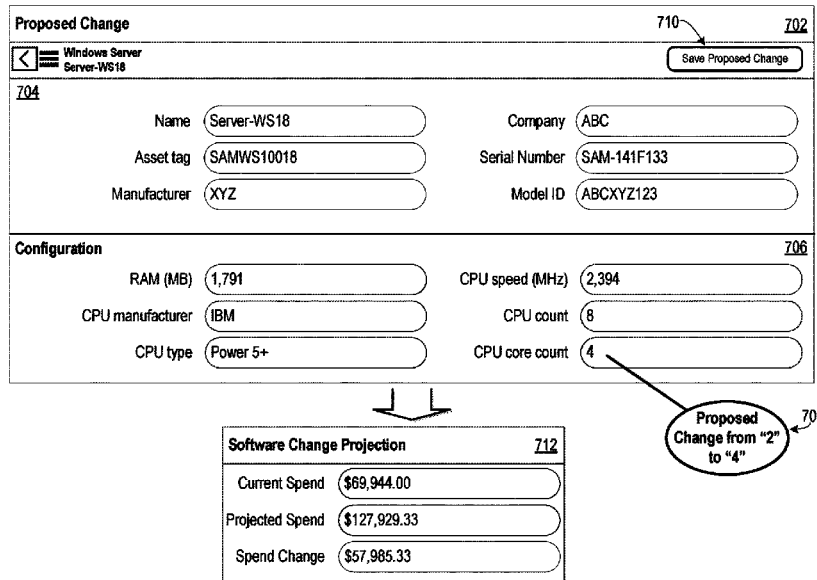 Proposed Change 710 702
Windows Server
Server-WS18
Save Proposed Change
704
Name Server-WS18 Company ABC
Asset tag SAMWS10018 Serial Number SAM-141F133
Manufacturer XYZ Model ID ABCXYZ123
Configuration 706
RAM (MB) 1,791 CPU speed (MHz) 2,394
CPU manufacturer IBM CPU count 8
CPU type Power 5+ CPU core count 4
Proposed
Change from "2"
to "4"
70
Software Change Projection 712
Current Spend $69,944.00
Projected Spend $127,929.33
Spend Change $57,985.33